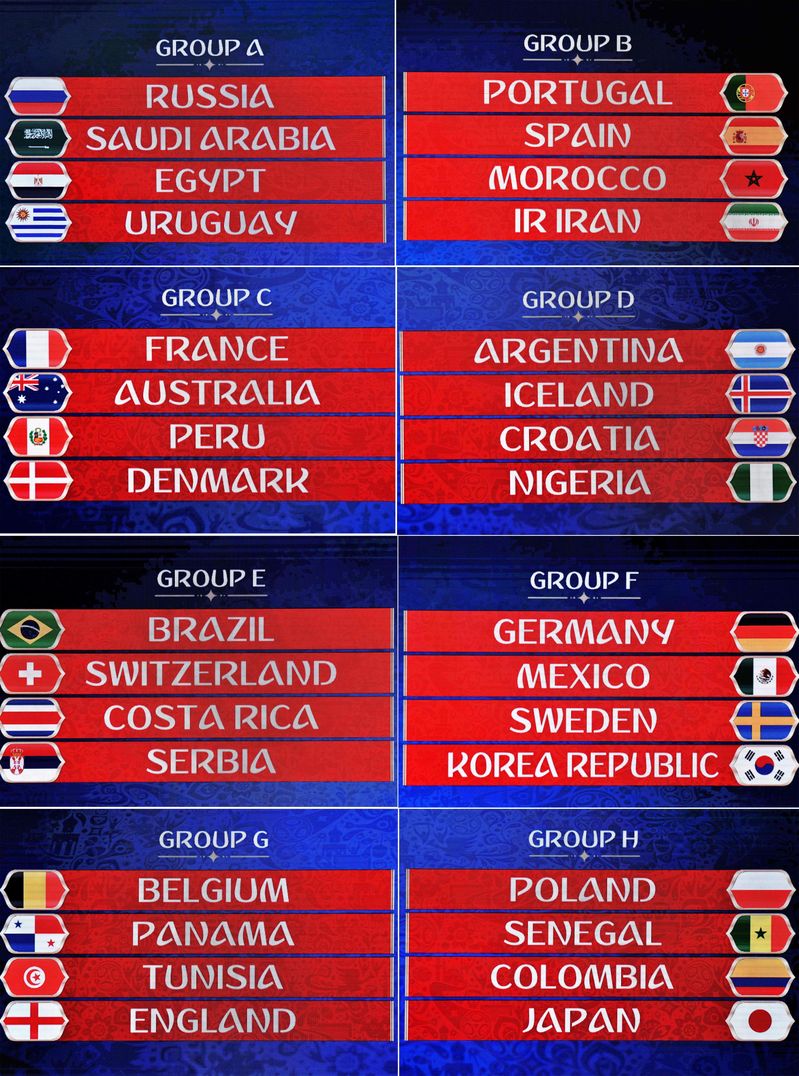 GROUP A
RUSSIA
SAUDI ARABIA
EGYPT
URUGUAY
GROUP B
PORTUGAL
SPAIN
MOROCCO
IR IRAN
GROUP C
FRANCE
AUSTRALIA
PERU
DENMARK
GROUP D
ARGENTINA
ICELAND
CROATIA
NIGERIA
GROUP E
BRAZIL
SWITZERLAND
COSTA RICA
SERBIA
GROUP F
GERMANY
MEXICO
SWEDEN
KOREA REPUBLIC
GROUP G
BELGIUM
PANAMA
TUNISIA
ENGLAND
GROUP H
POLAND
SENEGAL
COLOMBIA
JAPAN